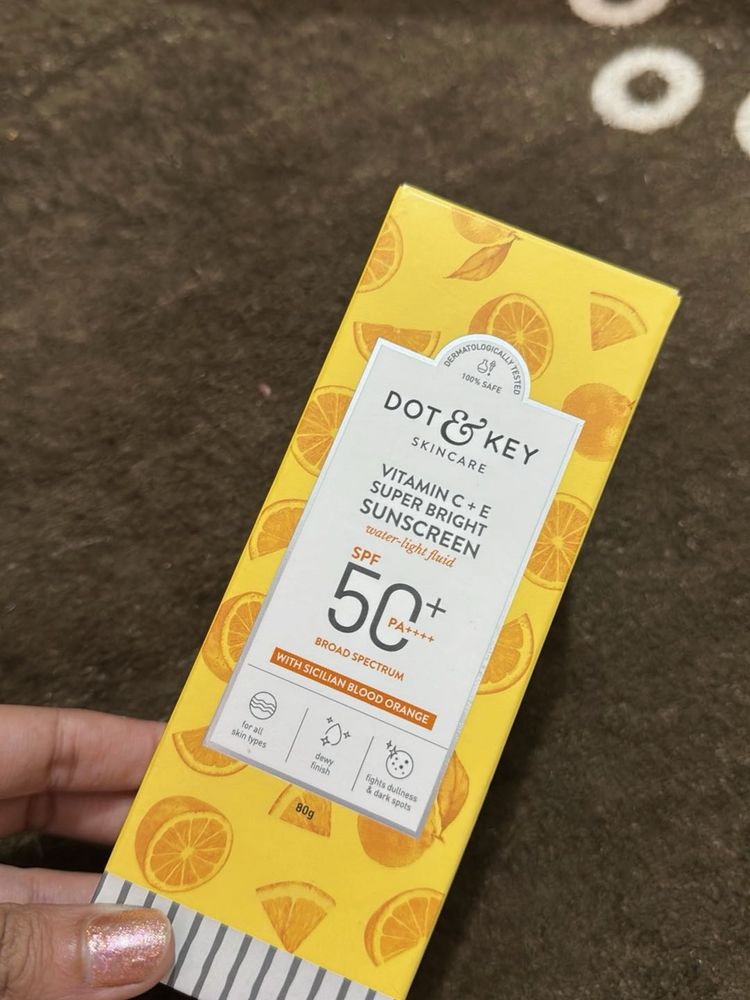 DERMATOLOGICALLY TESTED
100% SAFE
DOT & KEY
SKINCARE
VITAMIN C + E
SUPER BRIGHT
SUNSCREEN
water-light fluid
SPF
50+
PA++++
BROAD SPECTRUM
WITH SICILIAN BLOOD ORANGE
for all
skin types
dewy
finish
fights dullness
& dark spots
80g